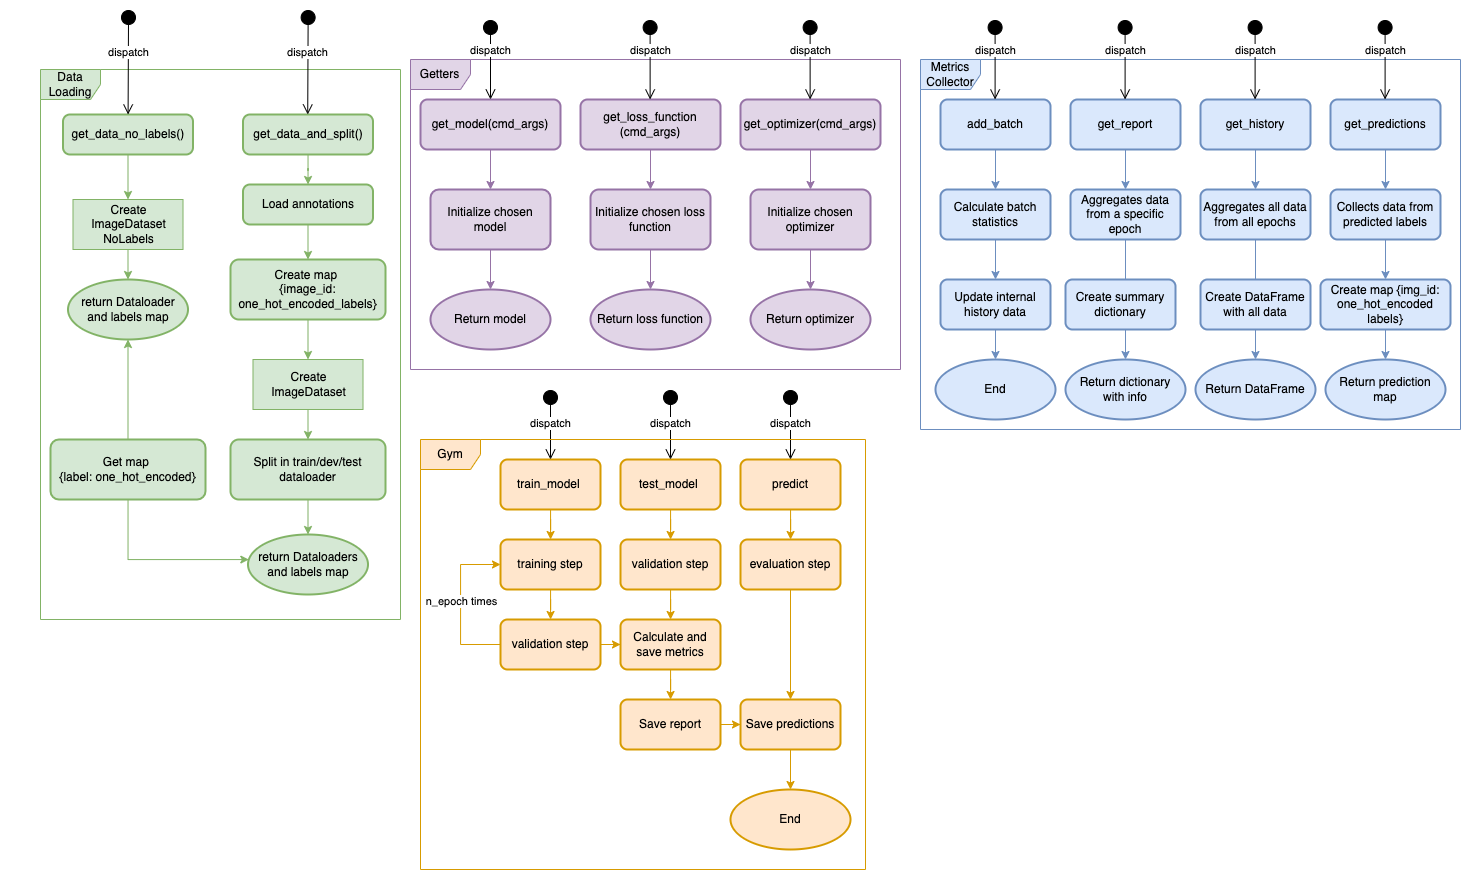 dispatch
dispatch
Data
Loading
get_data_no_labels()
get_data_and_split()
Create
ImageDataset
NoLabels
Load annotations
return Dataloader
and labels map
Create map
{image_id:
one_hot_encoded_labels}
Create
ImageDataset
Get map
{label: one_hot_encoded}
Split in train/dev/test
dataloader
return Dataloaders
and labels map
dispatch
dispatch
dispatch
Getters
get_model(cmd_args)
get_loss_function
(cmd_args)
get_optimizer(cmd_args)
Initialize chosen
model
Initialize chosen loss
function
Initialize chosen
optimizer
Return model
Return loss function
Return optimizer
dispatch
dispatch
dispatch
dispatch
Metrics
Collector
add_batch
get_report
get_history
get_predictions
Calculate batch
statistics
Aggregates data
from a specific
epoch
Aggregates all data
from all epochs
Collects data from
predicted labels
Update internal
history data
Create summary
dictionary
Create DataFrame
with all data
Create map {img_id:
one_hot_encoded
labels}
End
Return dictionary
with info
Return DataFrame
Return prediction
map
dispatch
dispatch
dispatch
Gym
train_model
test_model
predict
training step
validation step
evaluation step
n_epoch times
validation step
Calculate and
save metrics
Save report
Save predictions
End